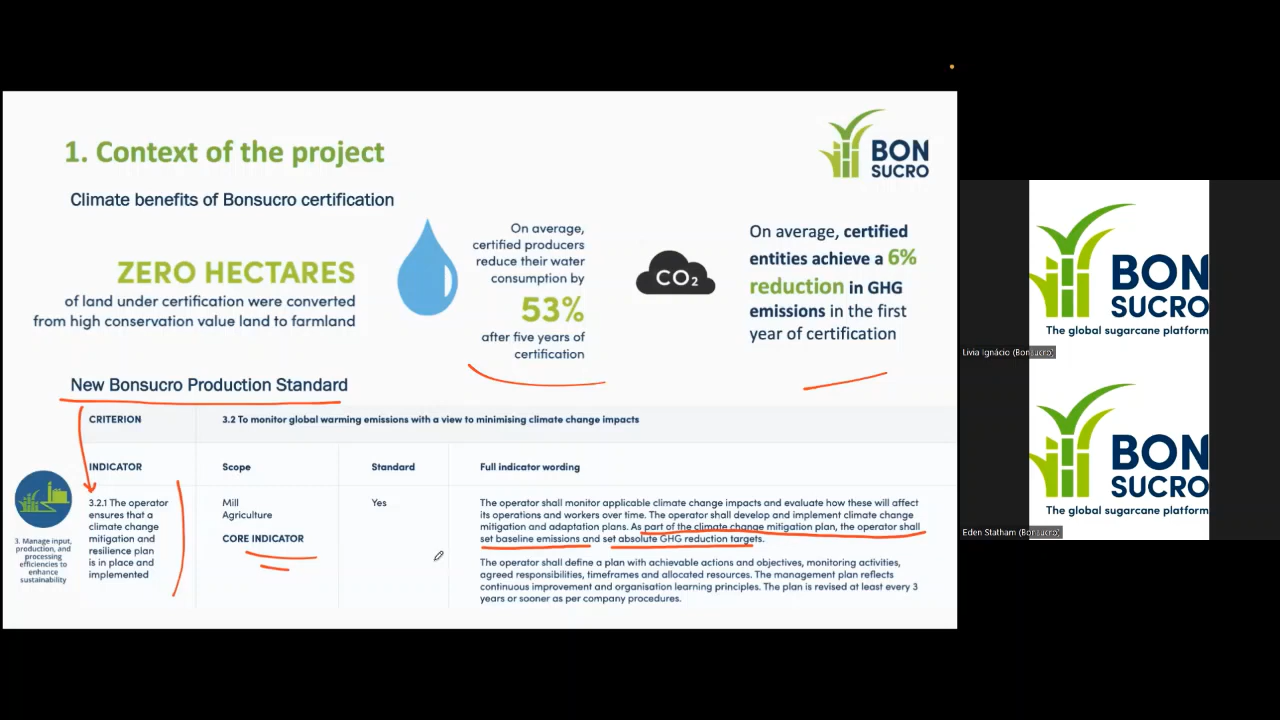 1. Context of the project
BON
SUCRO
Climate benefits of Bonsucro certification
ZERO HECTARES
of land under certification were converted
from high conservation value land to farmland
On average,
certified producers
reduce their water
consumption by
53%
after five years of
certification
CO2
On average, certified
entities achieve a 6%
reduction in GHG
emissions in the first
year of certification
New Bonsucro Production Standard
CRITERION
3.2 To monitor global warming emissions with a view to minimising climate change impacts
INDICATOR
Scope
Standard
Full indicator wording
3. Manage input,
production, and
processing
efficiencies to
enhance
sustainability
3.2.1 The operator
ensures that a
climate change
mitigation and
resilience plan
is in place and
implemented
Mill
Agriculture
CORE INDICATOR
Yes
The operator shall monitor applicable climate change impacts and evaluate how these will affect
its operations and workers over time. The operator shall develop and implement climate change
mitigation and adaptation plans. As part of the climate change mitigation plan, the operator shall
set baseline emissions and set absolute GHG reduction targets.
The operator shall define a plan with achievable actions and objectives, monitoring activities,
agreed responsibilities, timeframes and allocated resources. The management plan reflects
continuous improvement and organisation learning principles. The plan is revised at least every 3
years or sooner as per company procedures.
BON
SUCRO
The global sugarcane platform
Livia Ignácio (Bonsucro)
BON
SUCRO
The global sugarcane platform
Eden Statham (Bonsucro)